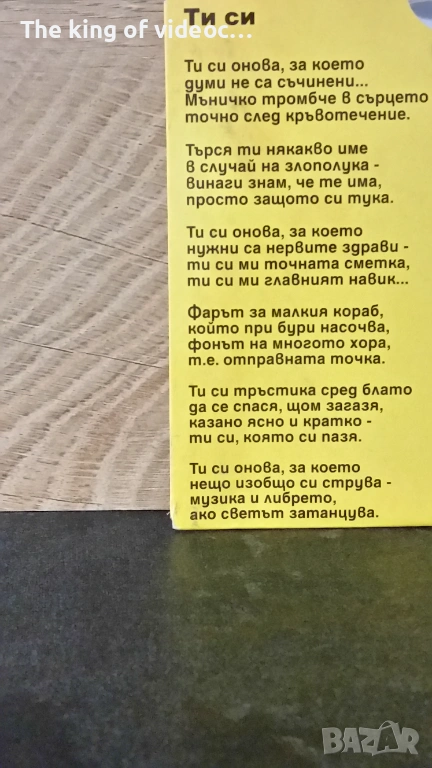 The king of videoc...
Ти си
Ти си онова, за което
думи не са съчинени...
Мъничко тромбче в сърцето
точно след кръвотечение.
Търся ти някакво име
в случай на злополука -
винаги знам, че те има,
просто защото си тука.
Ти си онова, за което
нужни са нервите здрави -
ти си ми точната сметка,
ти си ми главният навик...
Фарът за малкия кораб,
който при бури насочва,
фонът на многото хора,
т.е. отправната точка.
Ти си тръстика сред блато
да се спася, щом загазя,
казано ясно и кратко -
ти си, която си пазя.
Ти си онова, за което
нещо изобщо си струва -
музика и либрето,
ако светът затанцува.
BAZAR